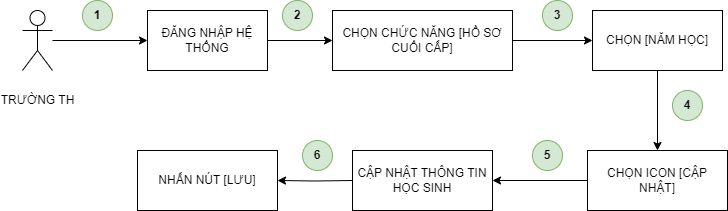 1
ĐĂNG NHẬP HỆ
THỐNG
2
CHỌN CHỨC NĂNG [HỒ SƠ
CUỐI CẤP]
3
CHỌN [NĂM HỌC]
TRƯỜNG TH
4
CHỌN ICON [CẬP
NHẬT]
5
CẬP NHẬT THÔNG TIN
HỌC SINH
6
NHẤN NÚT [LƯU]